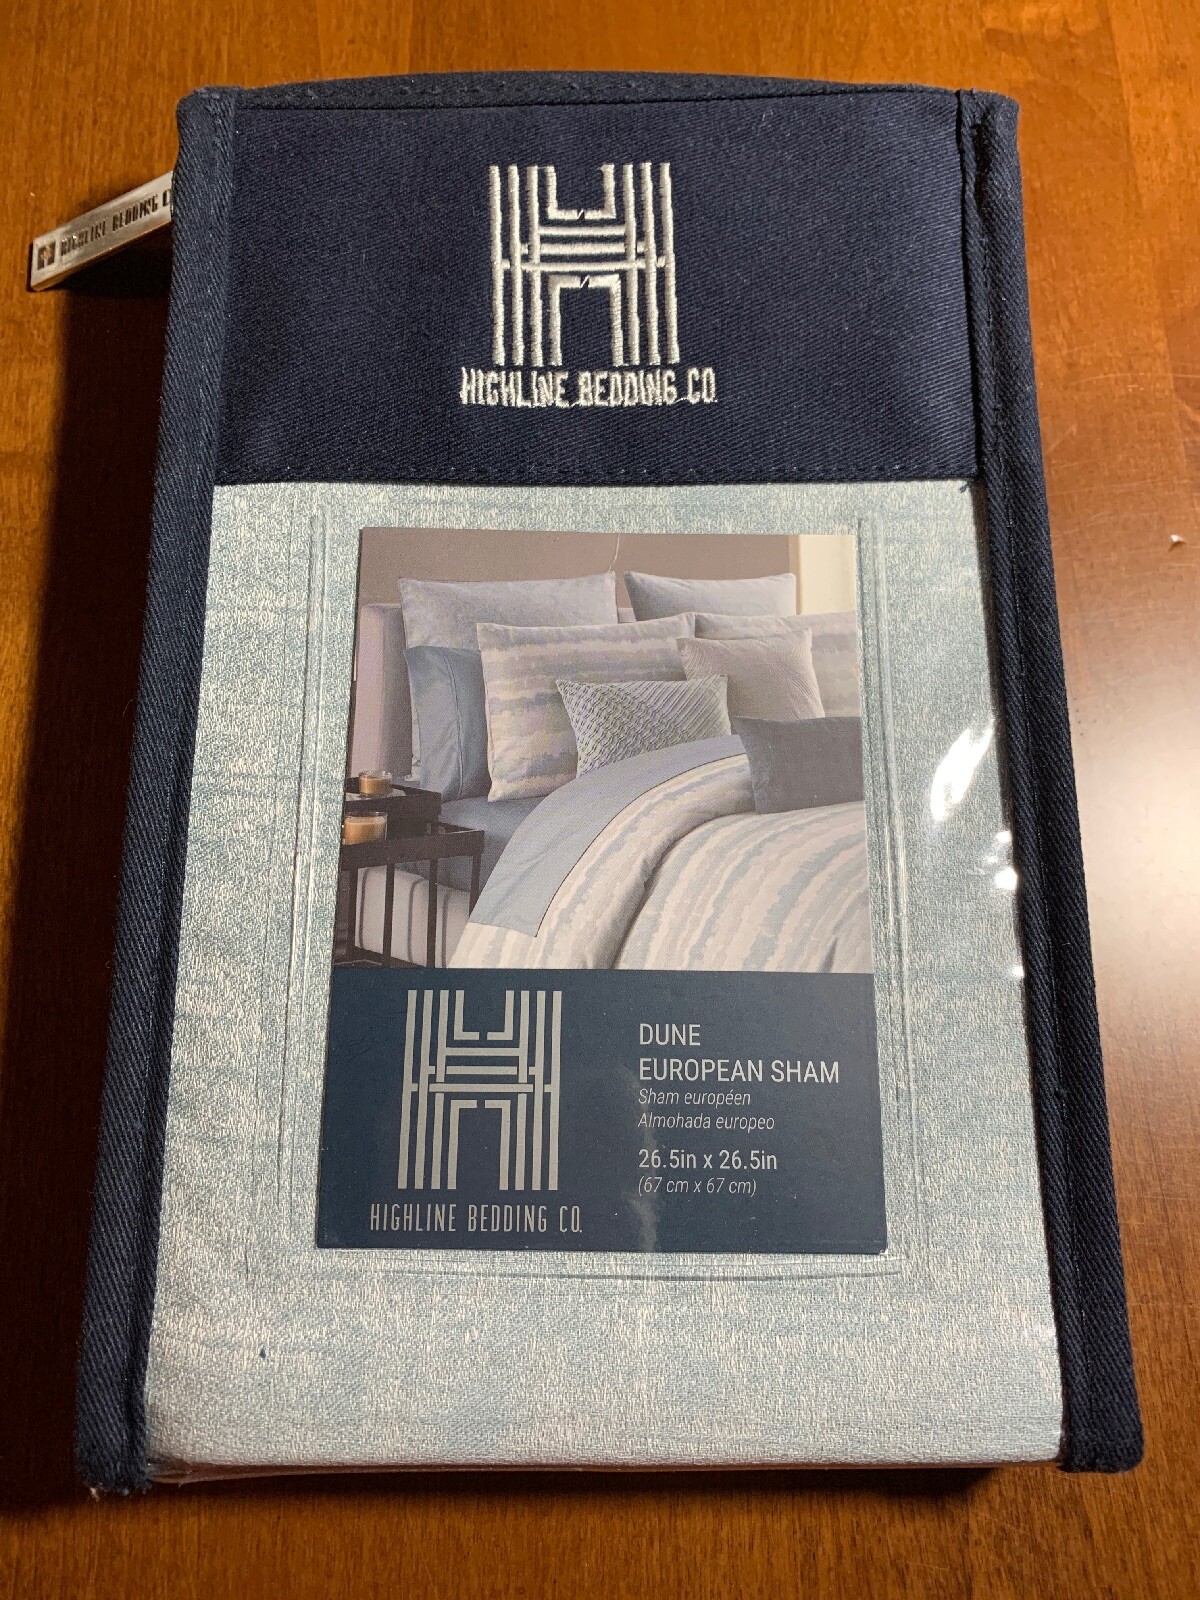 HIGHLINE BEDDING CO.
HIGHLINE BEDDING C
DUNE
EUROPEAN SHAM
Sham européen
Almohada europeo
26.5in x 26.5in
(67 cm x 67 cm)
HIGHLINE BEDDING CO.